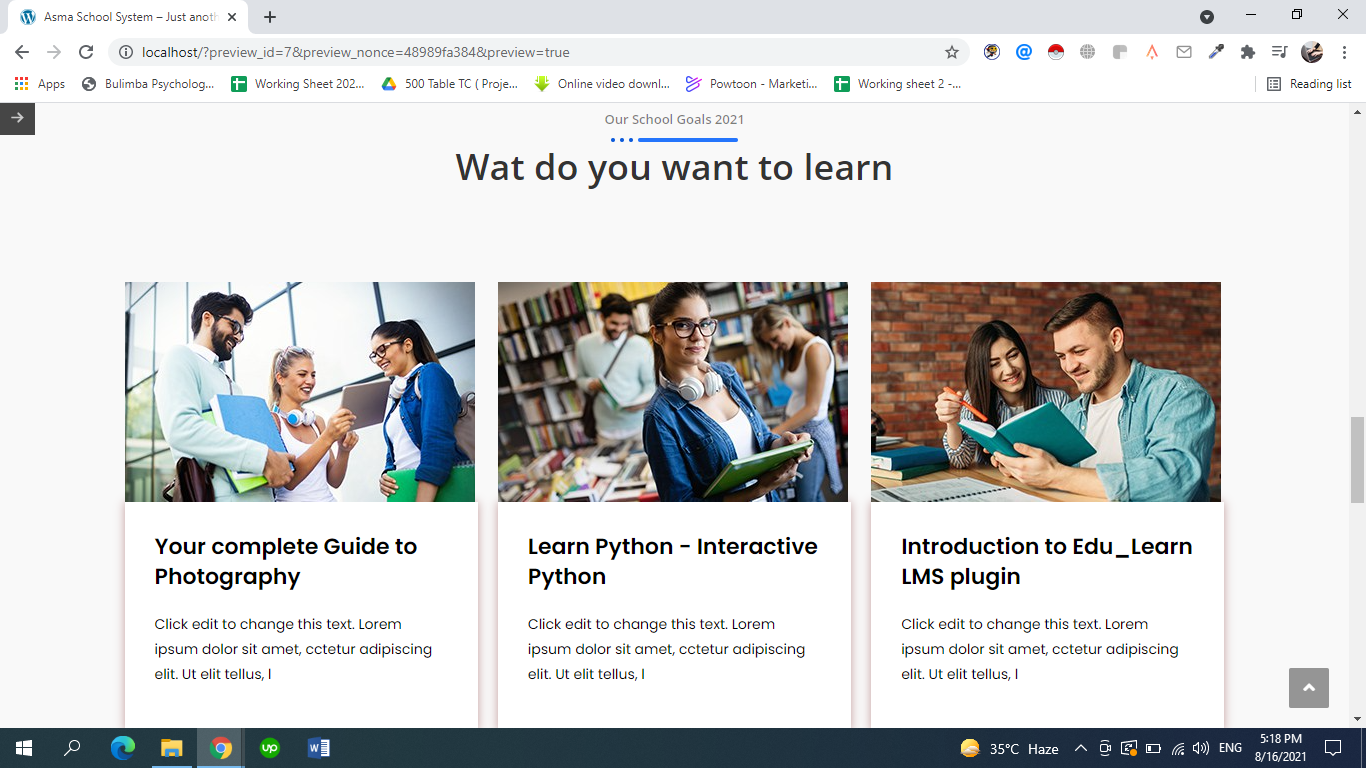 Asma School System – Just anoth
localhost/?preview_id=7&preview_nonce=48989fa384&preview=true
Apps
Bulimba Psycholog...
Working Sheet 202...
500 Table TC ( Proje...
Online video downl...
Powtoon - Marketi...
Working sheet 2 -...
Reading list
Our School Goals 2021
Wat do you want to learn
Your complete Guide to
Photography
Click edit to change this text. Lorem
ipsum dolor sit amet, cctetur adipiscing
elit. Ut elit tellus, l
Learn Python - Interactive
Python
Click edit to change this text. Lorem
ipsum dolor sit amet, cctetur adipiscing
elit. Ut elit tellus, l
Introduction to Edu_Learn
LMS plugin
Click edit to change this text. Lorem
ipsum dolor sit amet, cctetur adipiscing
elit. Ut elit tellus, l
up
W
35°C Haze
ENG
5:18 PM
8/16/2021